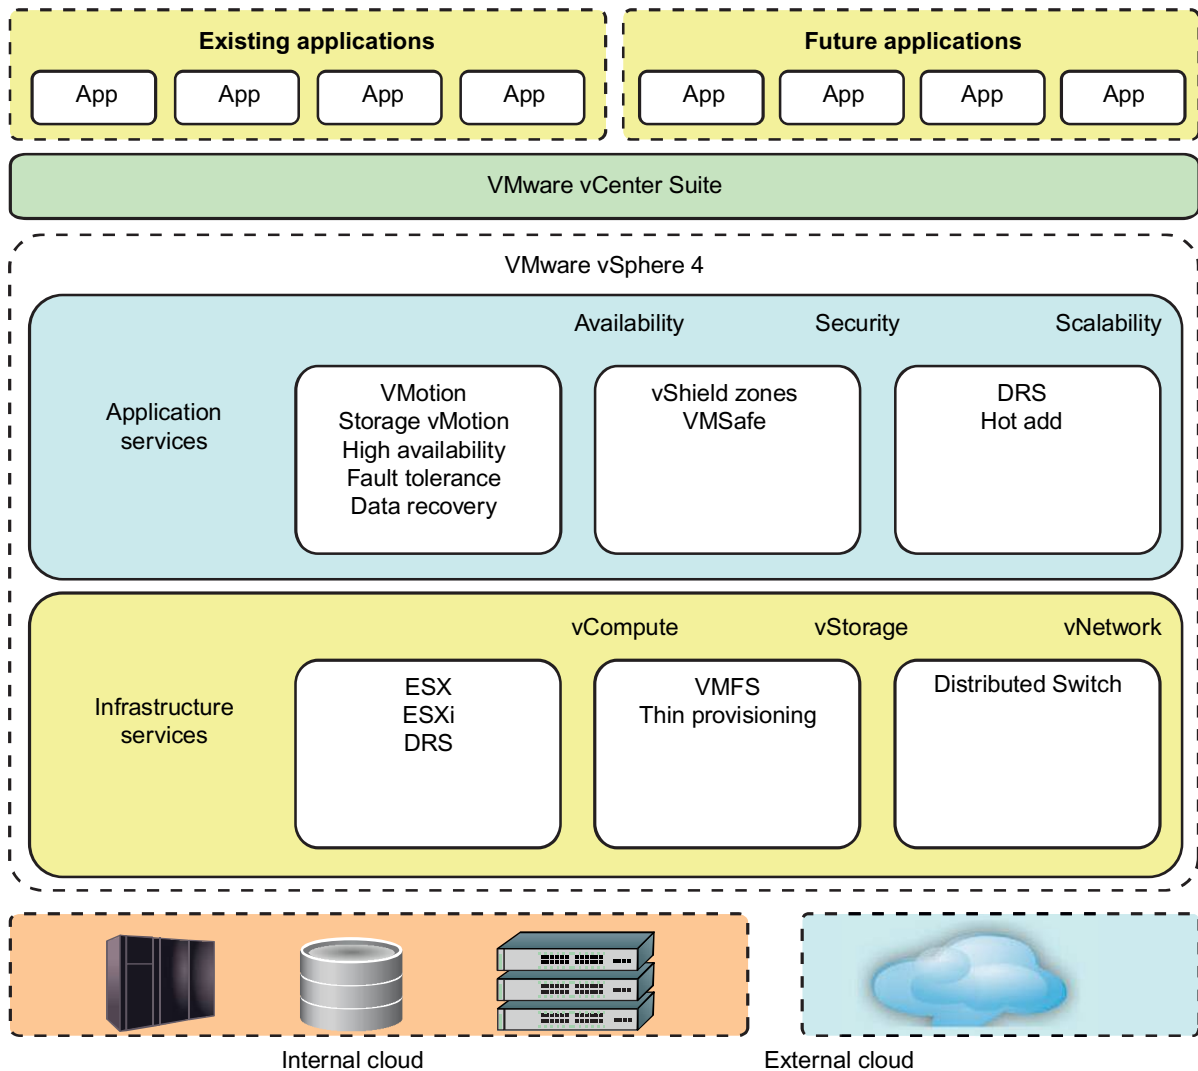 Existing applications
Future applications
App App App App
App App App App
VMware vCenter Suite
VMware vSphere 4
Availability Security Scalability
Application
services
VMotion
Storage vMotion
High availability
Fault tolerance
Data recovery
vShield zones
VMSafe
DRS
Hot add
vCompute vStorage vNetwork
Infrastructure
services
ESX
ESXi
DRS
VMFS
Thin provisioning
Distributed Switch
Internal cloud
External cloud